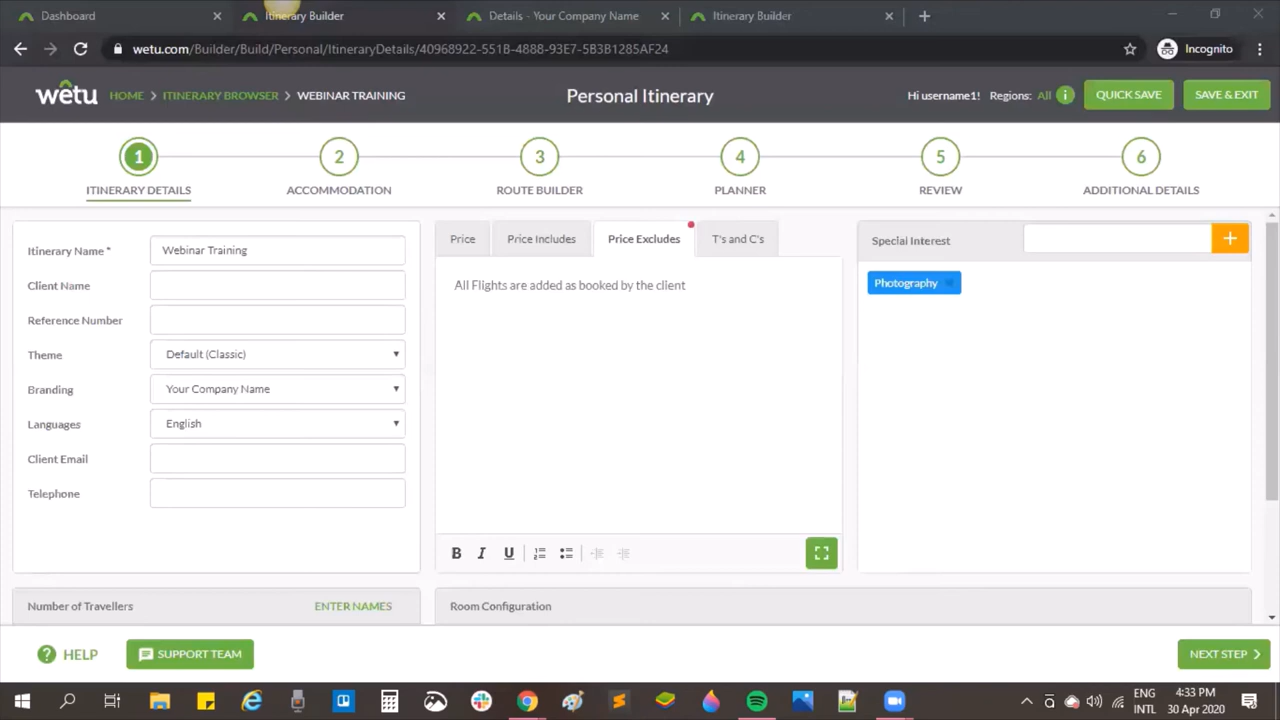 Dashboard
Itinerary Builder
Details - Your Company Name
Itinerary Builder
wetu.com/Builder/Build/Personal/ItineraryDetails/40968922-551B-4888-93E7-5B3B1285AF24
Incognito
wetu
HOME > ITINERARY BROWSER > WEBINAR TRAINING
Personal Itinerary
Hi username1! Regions: All i
QUICK SAVE
SAVE & EXIT
1 2 3 4 5 6
ITINERARY DETAILS
ACCOMMODATION
ROUTE BUILDER
PLANNER
REVIEW
ADDITIONAL DETAILS
Itinerary Name * Webinar Training
Client Name
Reference Number
Theme Default (Classic)
Branding Your Company Name
Languages English
Client Email
Telephone
Price
Price Includes
Price Excludes
T's and C's
All Flights are added as booked by the client
B I U
Special Interest +
Photography
Number of Travellers ENTER NAMES
Room Configuration
? HELP
SUPPORT TEAM
NEXT STEP >
ENG
INTL
4:33 PM
30 Apr 2020